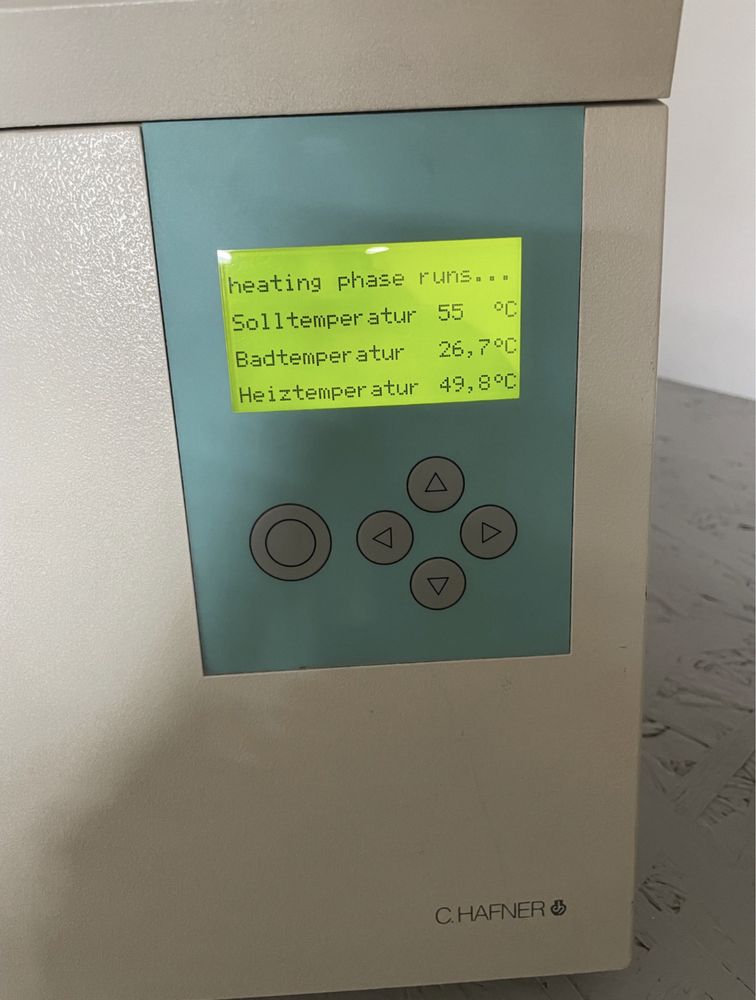 heating phase runs...
Solltemperatur 55 °C
Badtemperatur 26,7°C
Heiztemperatur 49,8°C
C.HAFNER